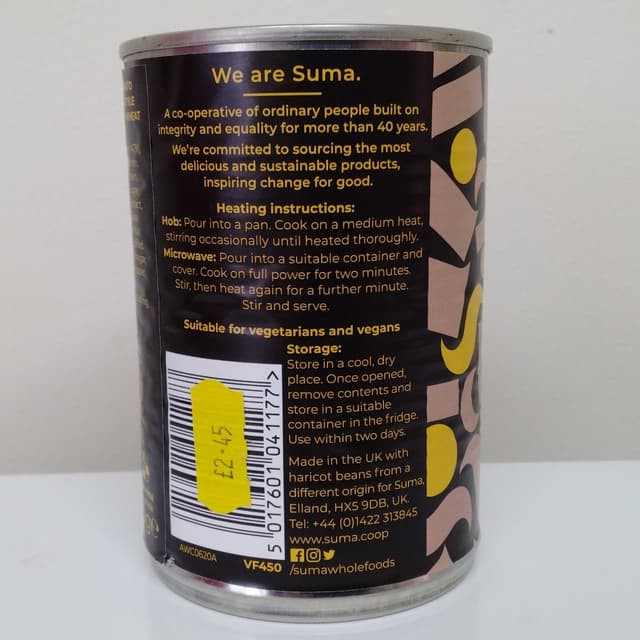 We are Suma.
A co-operative of ordinary people built on
integrity and equality for more than 40 years.
We're committed to sourcing the most
delicious and sustainable products,
inspiring change for good.
Heating instructions:
Hob: Pour into a pan. Cook on a medium heat,
stirring occasionally until heated thoroughly.
Microwave: Pour into a suitable container and
cover. Cook on full power for two minutes.
Stir, then heat again for a further minute.
Stir and serve.
Suitable for vegetarians and vegans
Storage:
Store in a cool, dry
place. Once opened,
remove contents and
store in a suitable
container in the fridge.
Use within two days.
Made in the UK with
haricot beans from a
different origin for Suma,
Elland, HX5 9DB, UK.
Tel: +44 (0)1422 313845
www.suma.coop
/sumawholefoods
£2.45
5 017601 041177 >
AWC0620A
VF450